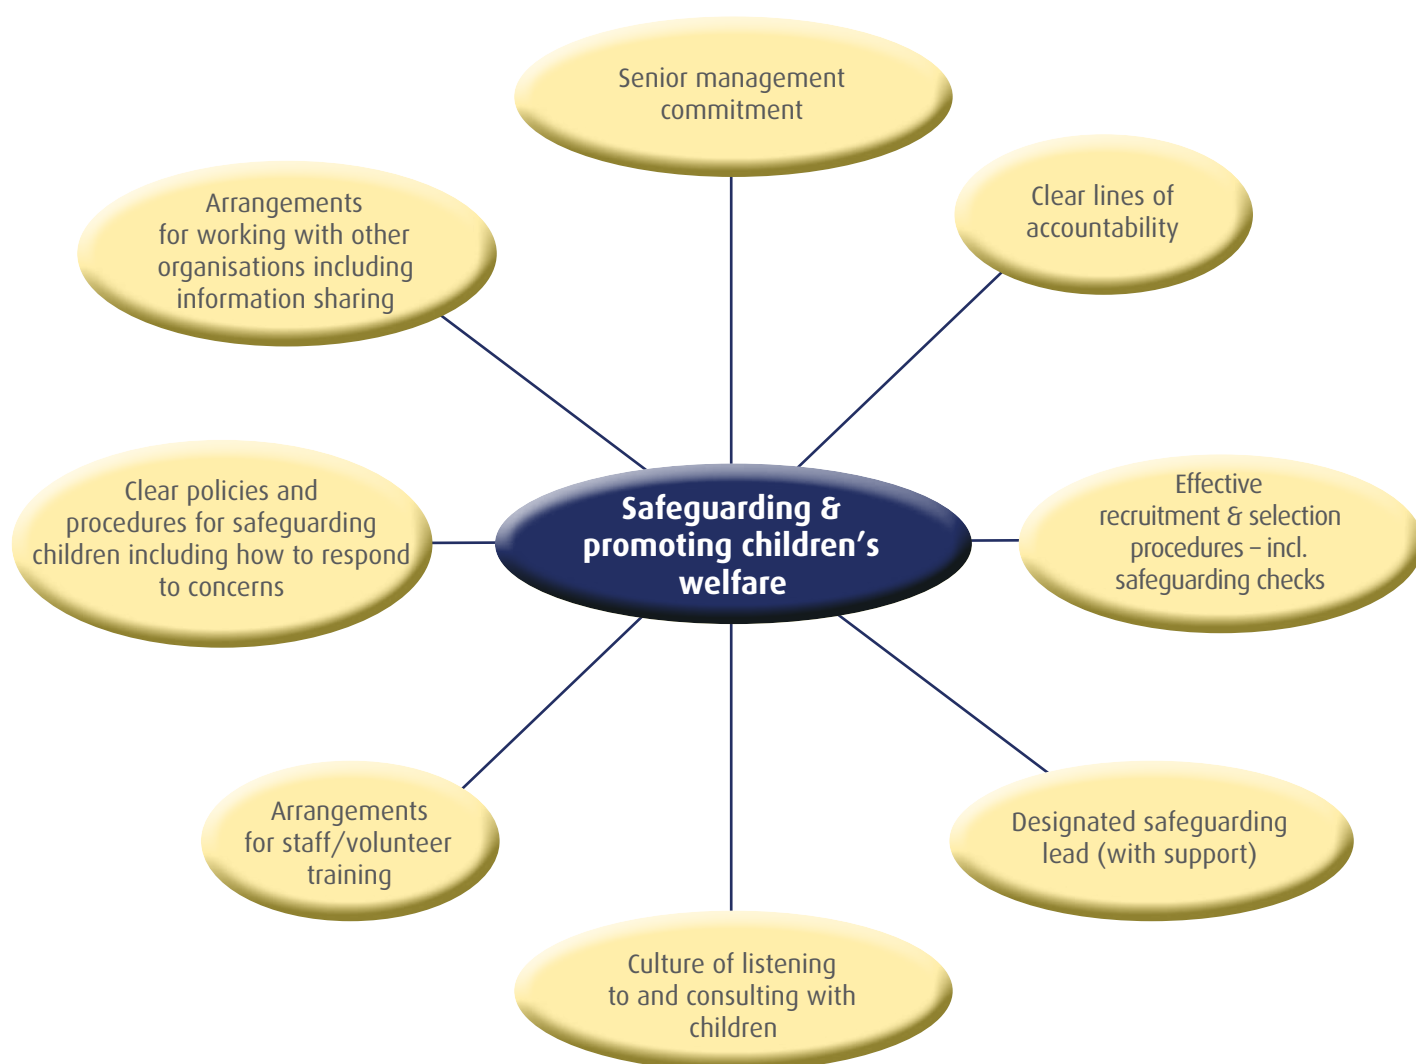 Senior management
commitment
Clear lines of
accountability
Arrangements
for working with other
organisations including
information sharing
Effective
recruitment & selection
procedures – incl.
safeguarding checks
Clear policies and
procedures for safeguarding
children including how to respond
to concerns
Safeguarding &
promoting children's
welfare
Arrangements
for staff/volunteer
training
Designated safeguarding
lead (with support)
Culture of listening
to and consulting with
children